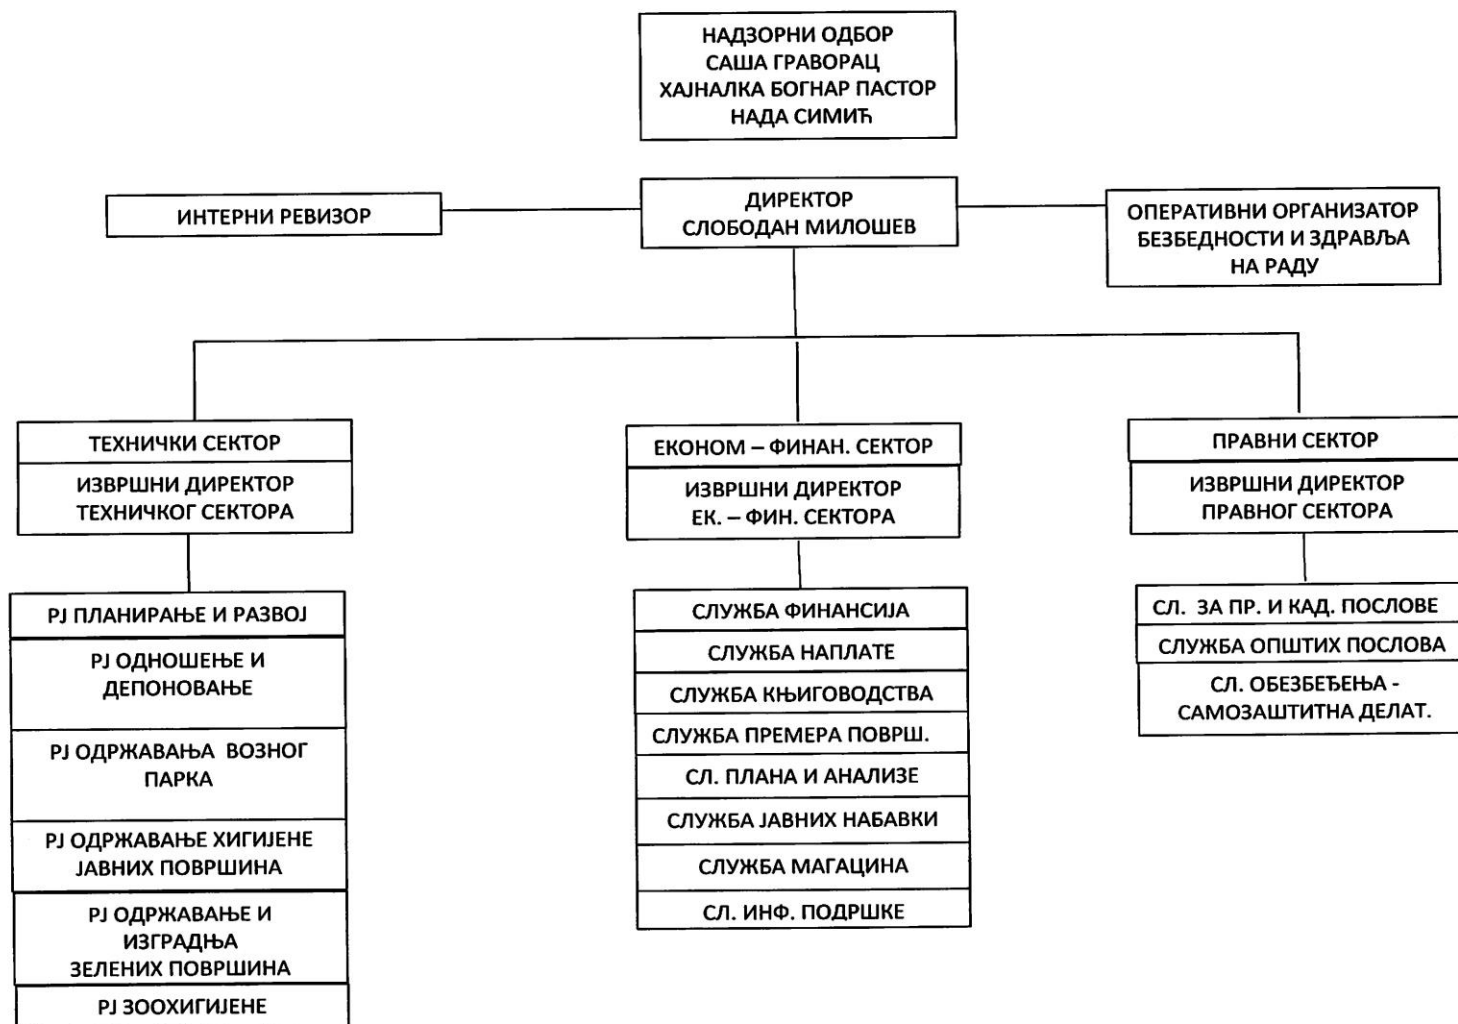 НАДЗОРНИ ОДБОР
САША ГРАВОРАЦ
ХАЈНАЛКА БОГНАР ПАСТОР
НАДА СИМИЋ
ИНТЕРНИ РЕВИЗОР
ДИРЕКТОР
СЛОБОДАН МИЛОШЕВ
ОПЕРАТИВНИ ОРГАНИЗАТОР
БЕЗБЕДНОСТИ И ЗДРАВЉА
НА РАДУ
ТЕХНИЧКИ СЕКТОР
ИЗВРШНИ ДИРЕКТОР
ТЕХНИЧКОГ СЕКТОРА
РЈ ПЛАНИРАЊЕ И РАЗВОЈ
РЈ ОДНОШЕЊЕ И
ДЕПОНОВАЊЕ
РЈ ОДРЖАВАЊА ВОЗНОГ
ПАРКА
РЈ ОДРЖАВАЊЕ ХИГИЈЕНЕ
ЈАВНИХ ПОВРШИНА
РЈ ОДРЖАВАЊЕ И
ИЗГРАДЊА
ЗЕЛЕНИХ ПОВРШИНА
РЈ ЗООХИГИЈЕНЕ
ЕКОНОМ – ФИНАН. СЕКТОР
ИЗВРШНИ ДИРЕКТОР
ЕК. – ФИН. СЕКТОРА
СЛУЖБА ФИНАНСИЈА
СЛУЖБА НАПЛАТЕ
СЛУЖБА КЊИГОВОДСТВА
СЛУЖБА ПРЕМЕРА ПОВРШ.
СЛ. ПЛАНА И АНАЛИЗЕ
СЛУЖБА ЈАВНИХ НАБАВКИ
СЛУЖБА МАГАЦИНА
СЛ. ИНФ. ПОДРШКЕ
ПРАВНИ СЕКТОР
ИЗВРШНИ ДИРЕКТОР
ПРАВНОГ СЕКТОРА
СЛ. ЗА ПР. И КАД. ПОСЛОВЕ
СЛУЖБА ОПШТИХ ПОСЛОВА
СЛ. ОБЕЗБЕЂЕЊА -
САМОЗАШТИТНА ДЕЛАТ.